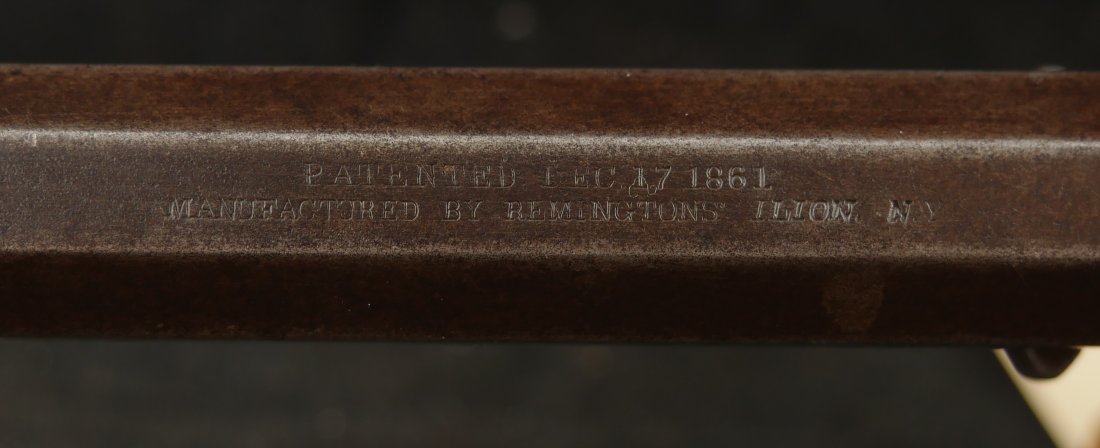 PATENTED DEC 17 1861
MANUFACTURED BY REMINGTONS' ILION. N.Y